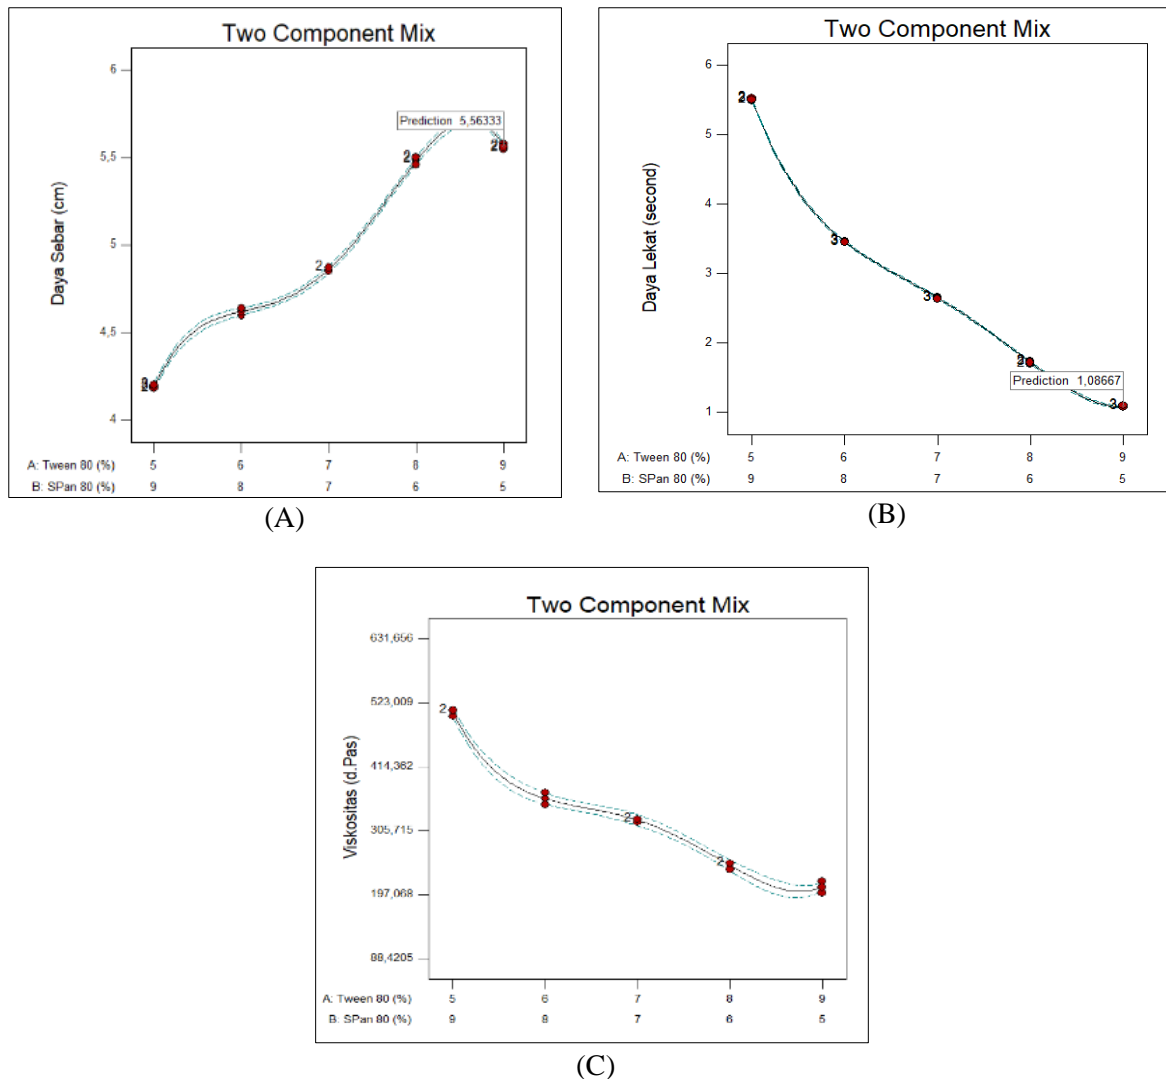 Two Component Mix
6
Prediction 5,56333
5,5
2
2
Daya Sebar (cm)
5
2
4,5
2
4
A: Tween 80 (%) 5 6 7 8 9
B: SPan 80 (%) 9 8 7 6 5
(A)
Two Component Mix
6
2
5
Daya Lekat (second)
4
3
3
3
2
2
Prediction 1,08667
1
3
A: Tween 80 (%) 5 6 7 8 9
B: SPan 80 (%) 9 8 7 6 5
(B)
Two Component Mix
631,656
523,009
2
414,362
Viskositas (d.Pas)
305,715
2
2
197,068
88,4205
A: Tween 80 (%) 5 6 7 8 9
B: SPan 80 (%) 9 8 7 6 5
(C)